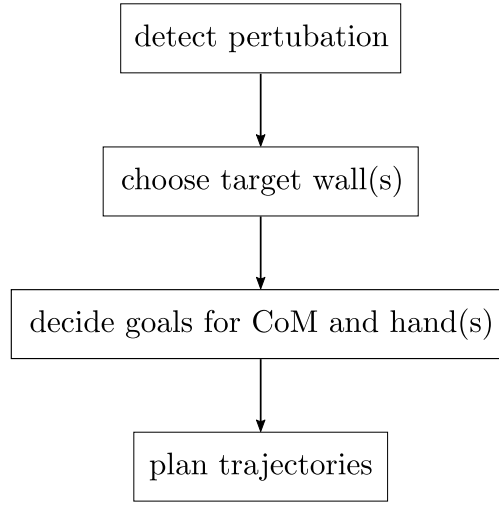 detect pertubation
choose target wall(s)
decide goals for CoM and hand(s)
plan trajectories